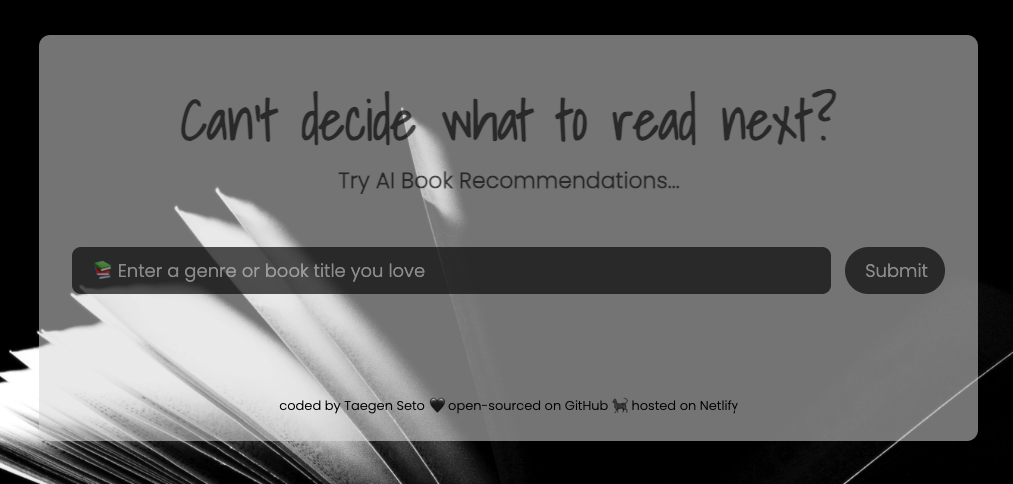 Can't decide what to read next?
Try AI Book Recommendations...
📚 Enter a genre or book title you love
Submit
coded by Taegen Seto 🖤 open-sourced on GitHub 🐈‍⬛ hosted on Netlify